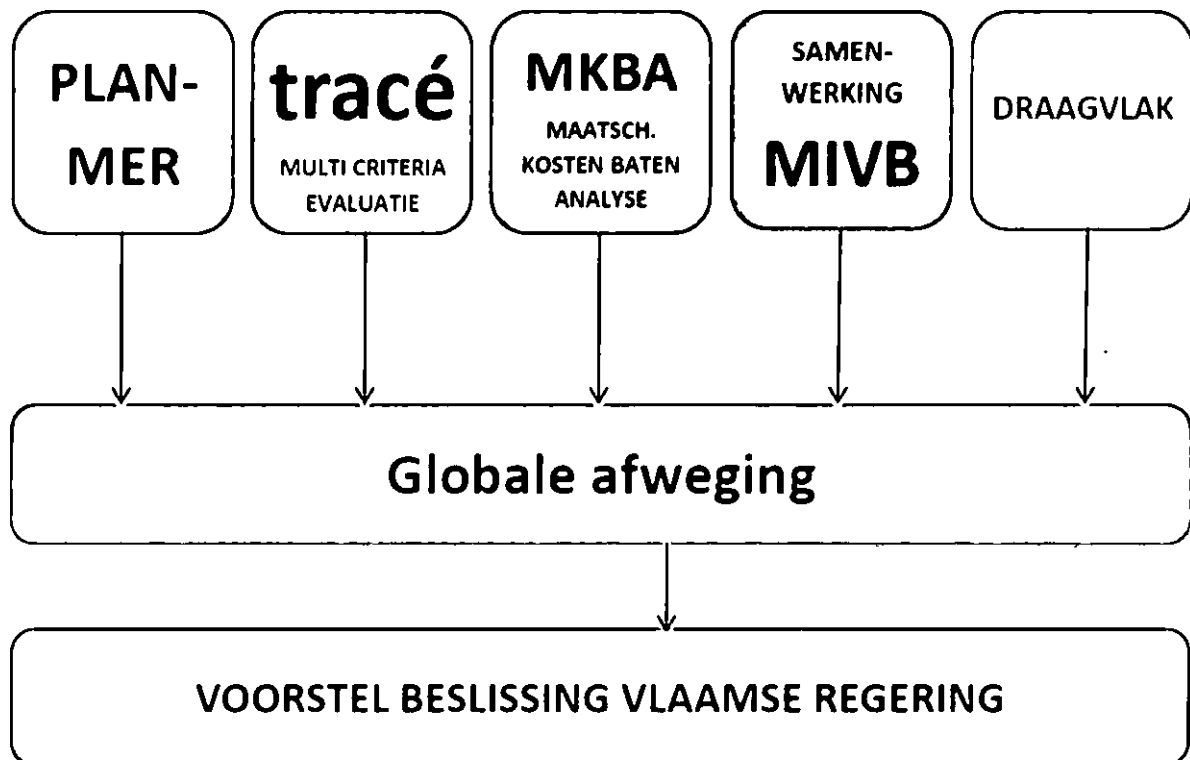 PLAN-
MER
tracé
MULTI CRITERIA
EVALUATIE
MKBA
MAATSCH.
KOSTEN BATEN
ANALYSE
SAMEN-
WERKING
MIVB
DRAAGVLAK
Globale afweging
VOORSTEL BESLISSING VLAAMSE REGERING